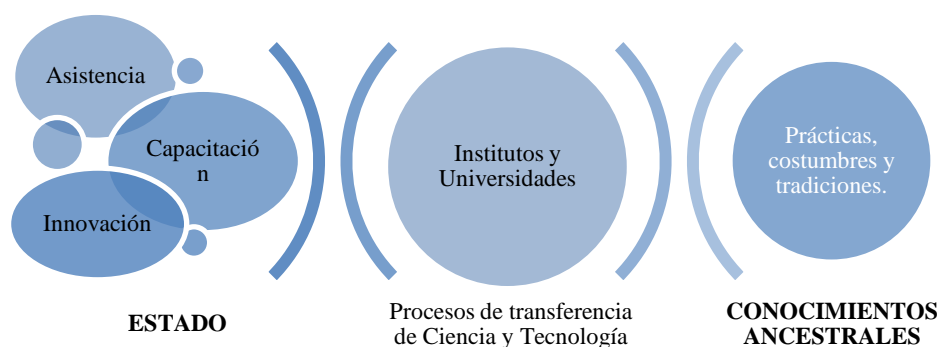 Asistencia
Capacitació
n
Innovación
ESTADO
Institutos y
Universidades
Procesos de transferencia
de Ciencia y Tecnología
Prácticas,
costumbres y
tradiciones.
CONOCIMIENTOS
ANCESTRALES